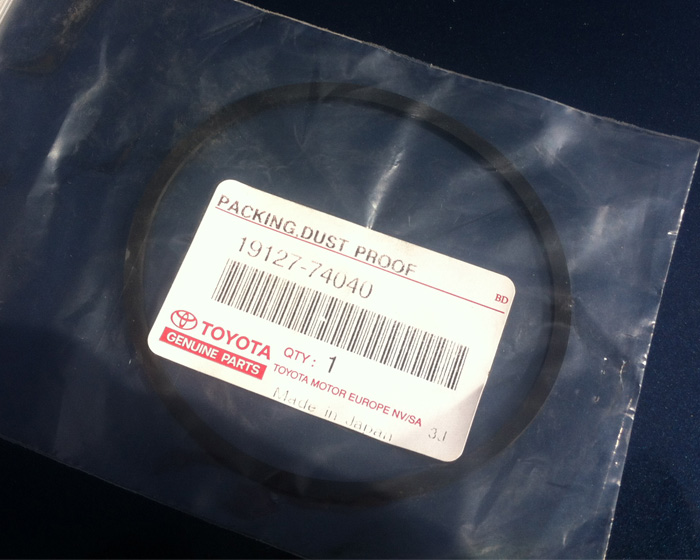 PACKING,DUST PROOF
BD
19127-74040
TOYOTA
GENUINE PARTS
QTY: 1
TOYOTA MOTOR EUROPE NV/SA
Made in Japan
3J